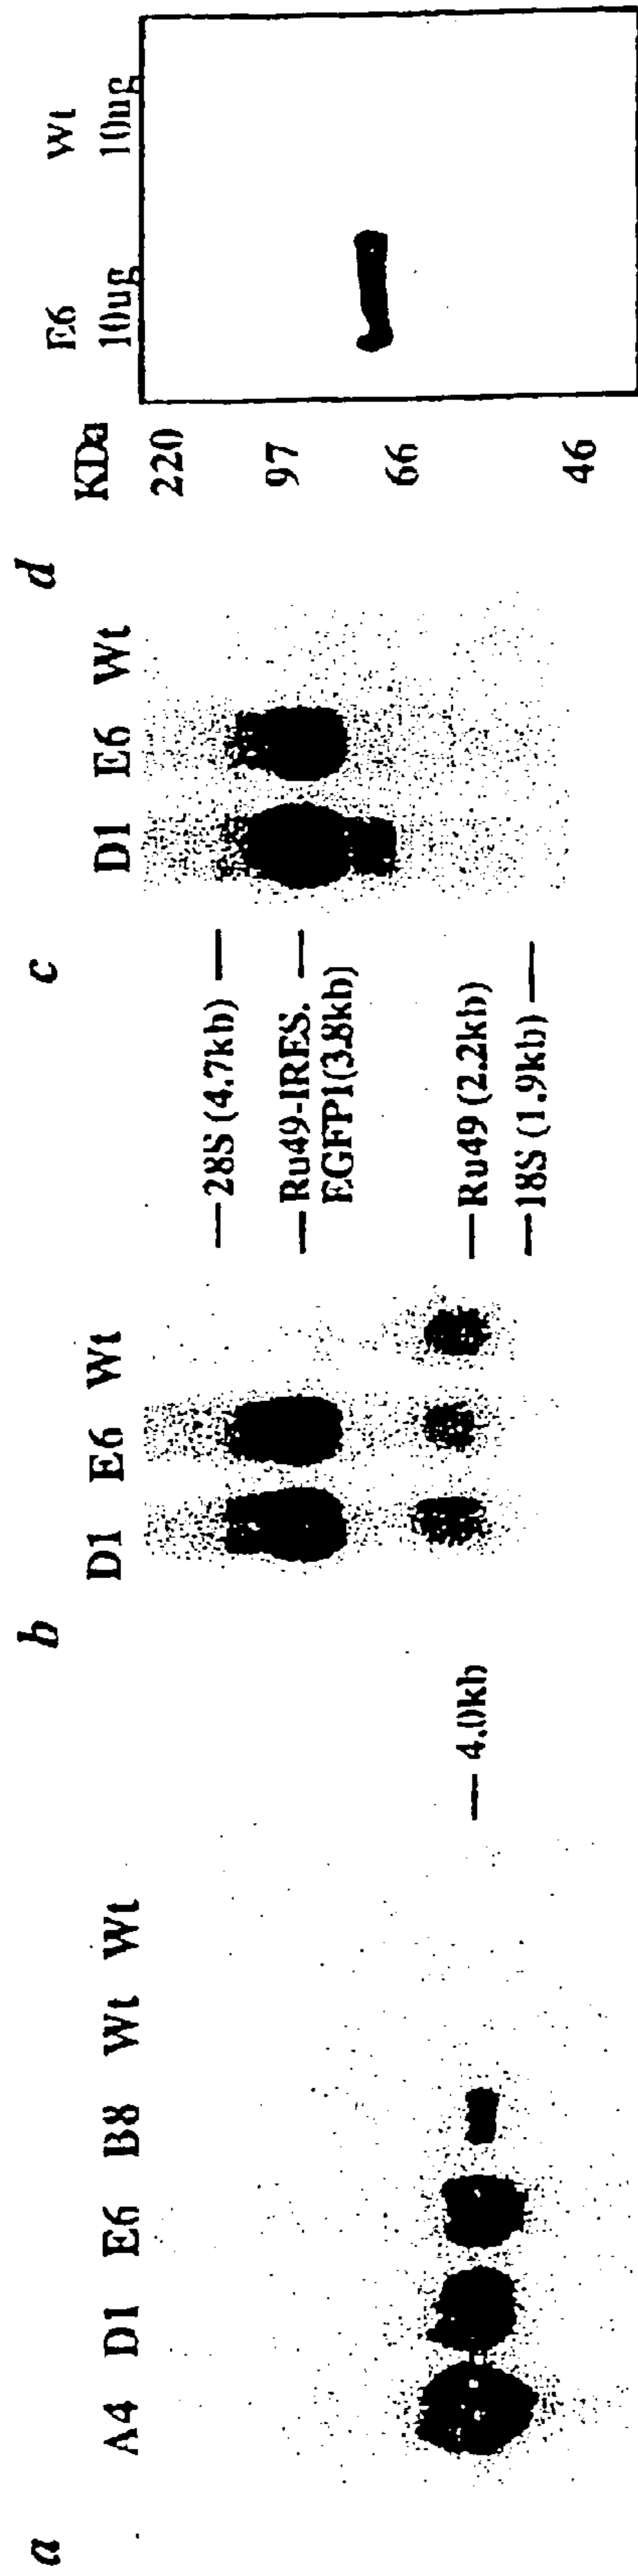 a
A4 D1 E6 B8 Wt Wt
— 4.0kb
b
D1 E6 Wt
— 28S (4.7kb) —
— Ru49-IRES. —
EGFP1(3.8kb)
— Ru49 (2.2kb)
— 18S (1.9kb) —
c
D1 E6 Wt
d
E6 Wt
KDa 10ug 10ug
220
97
66
46